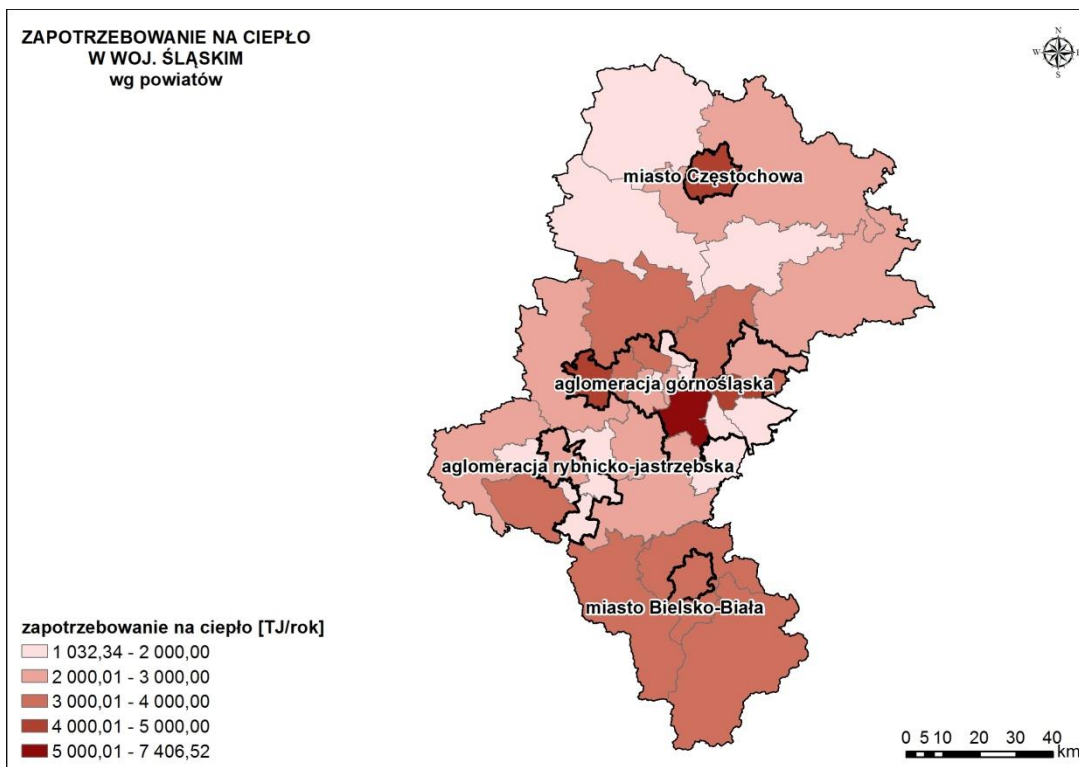 ZAPOTRZEBOWANIE NA CIEPŁO
W WOJ. ŚLĄSKIM
wg powiatów
N
W E
S
miasto Częstochowa
aglomeracja górnośląska
aglomeracja rybnicko-jastrzębska
miasto Bielsko-Biała
zapotrzebowanie na ciepło [TJ/rok]
1 032,34 - 2 000,00
2 000,01 - 3 000,00
3 000,01 - 4 000,00
4 000,01 - 5 000,00
5 000,01 - 7 406,52
0 5 10 20 30 40
km